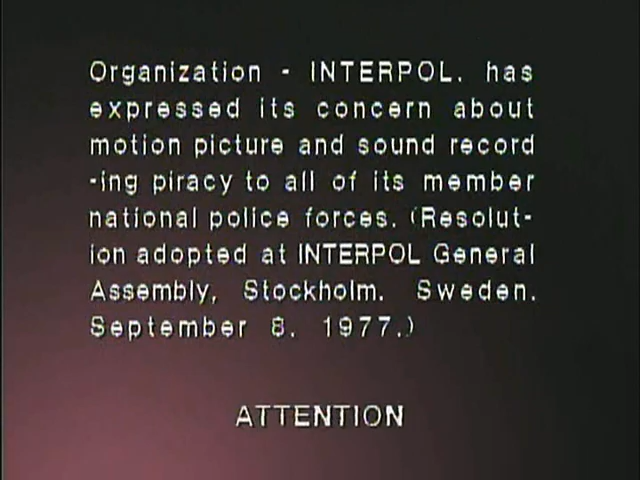 Organization - INTERPOL. has
expressed its concern about
motion picture and sound record
-ing piracy to all of its member
national police forces. (Resolut-
ion adopted at INTERPOL General
Assembly, Stockholm. Sweden.
September 8. 1977.)
ATTENTION